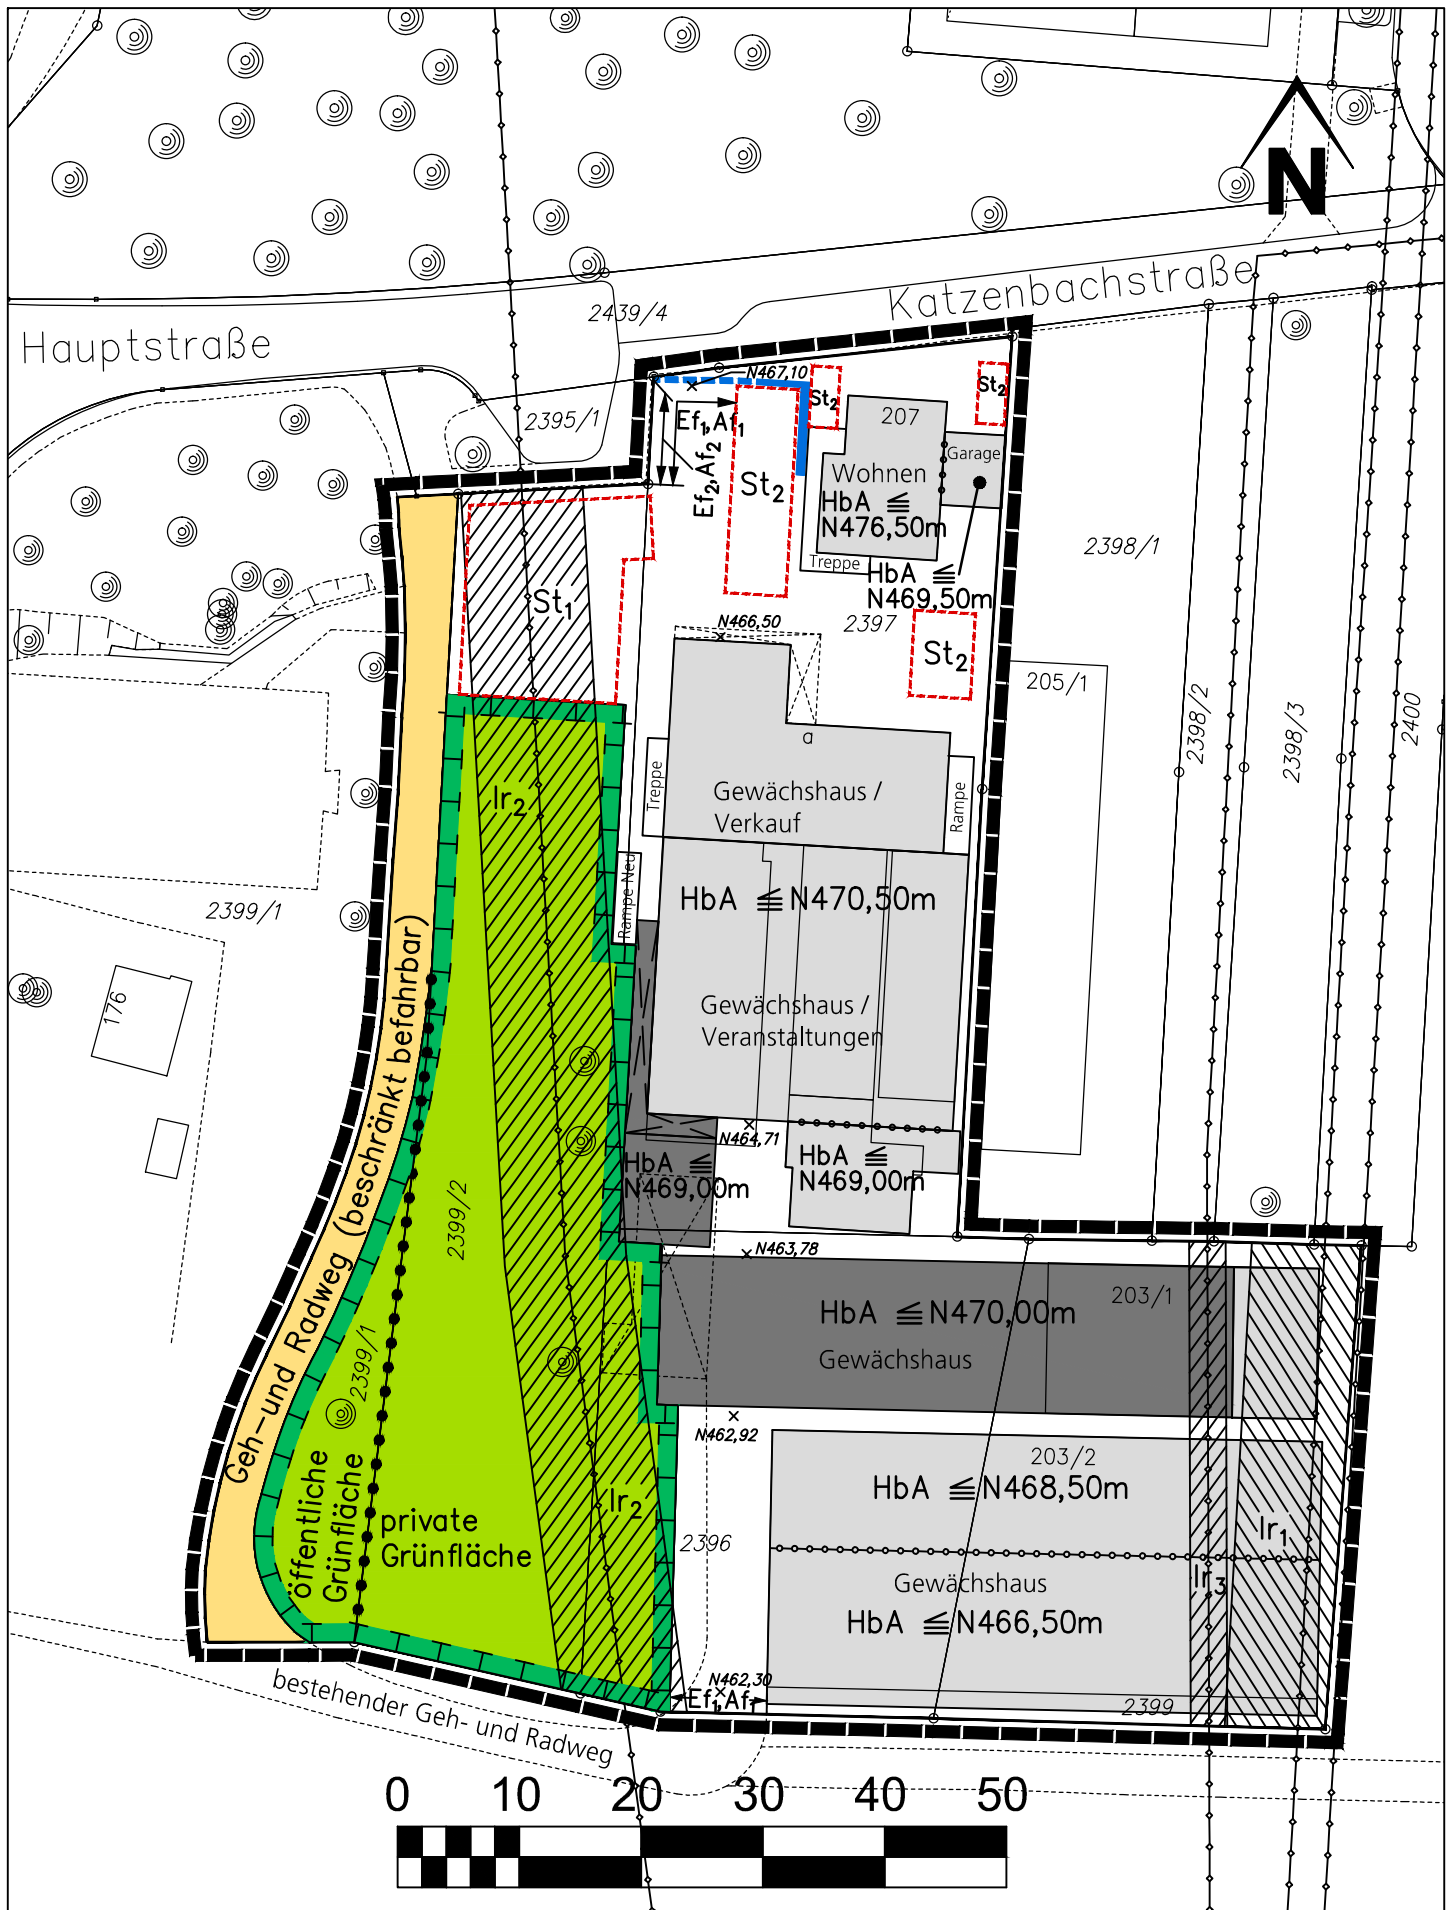 N
Katzenbachstraße
2439/4
Hauptstraße
N467,10
St2
St2
207
2395/1
Ef1,Af1
Ef2,Af2
Garage
Wohnen
St2
HbA ≦
N476,50m
2398/1
Treppe
HbA ≦
N469,50m
St1
N466,50
2397
St2
205/1
2398/2
2398/3
2400
a
Ir2
Treppe
Gewächshaus /
Verkauf
Rampe
Rampe Neu
HbA ≦ N470,50m
2399/1
176
Gewächshaus /
Veranstaltungen
Geh-und Radweg (beschränkt befahrbar)
N464,71
HbA ≦
N469,00m
HbA ≦
N469,00m
2399/2
N463,78
203/1
HbA ≦ N470,00m
Gewächshaus
2399/1
N462,92
203/2
HbA ≦ N468,50m
öffentliche
Grünfläche
private
Grünfläche
Ir2
2396
Ir1
Ir3
Gewächshaus
HbA ≦ N466,50m
N462,30
Ef1,Af1
2399
bestehender Geh- und Radweg
0 10 20 30 40 50